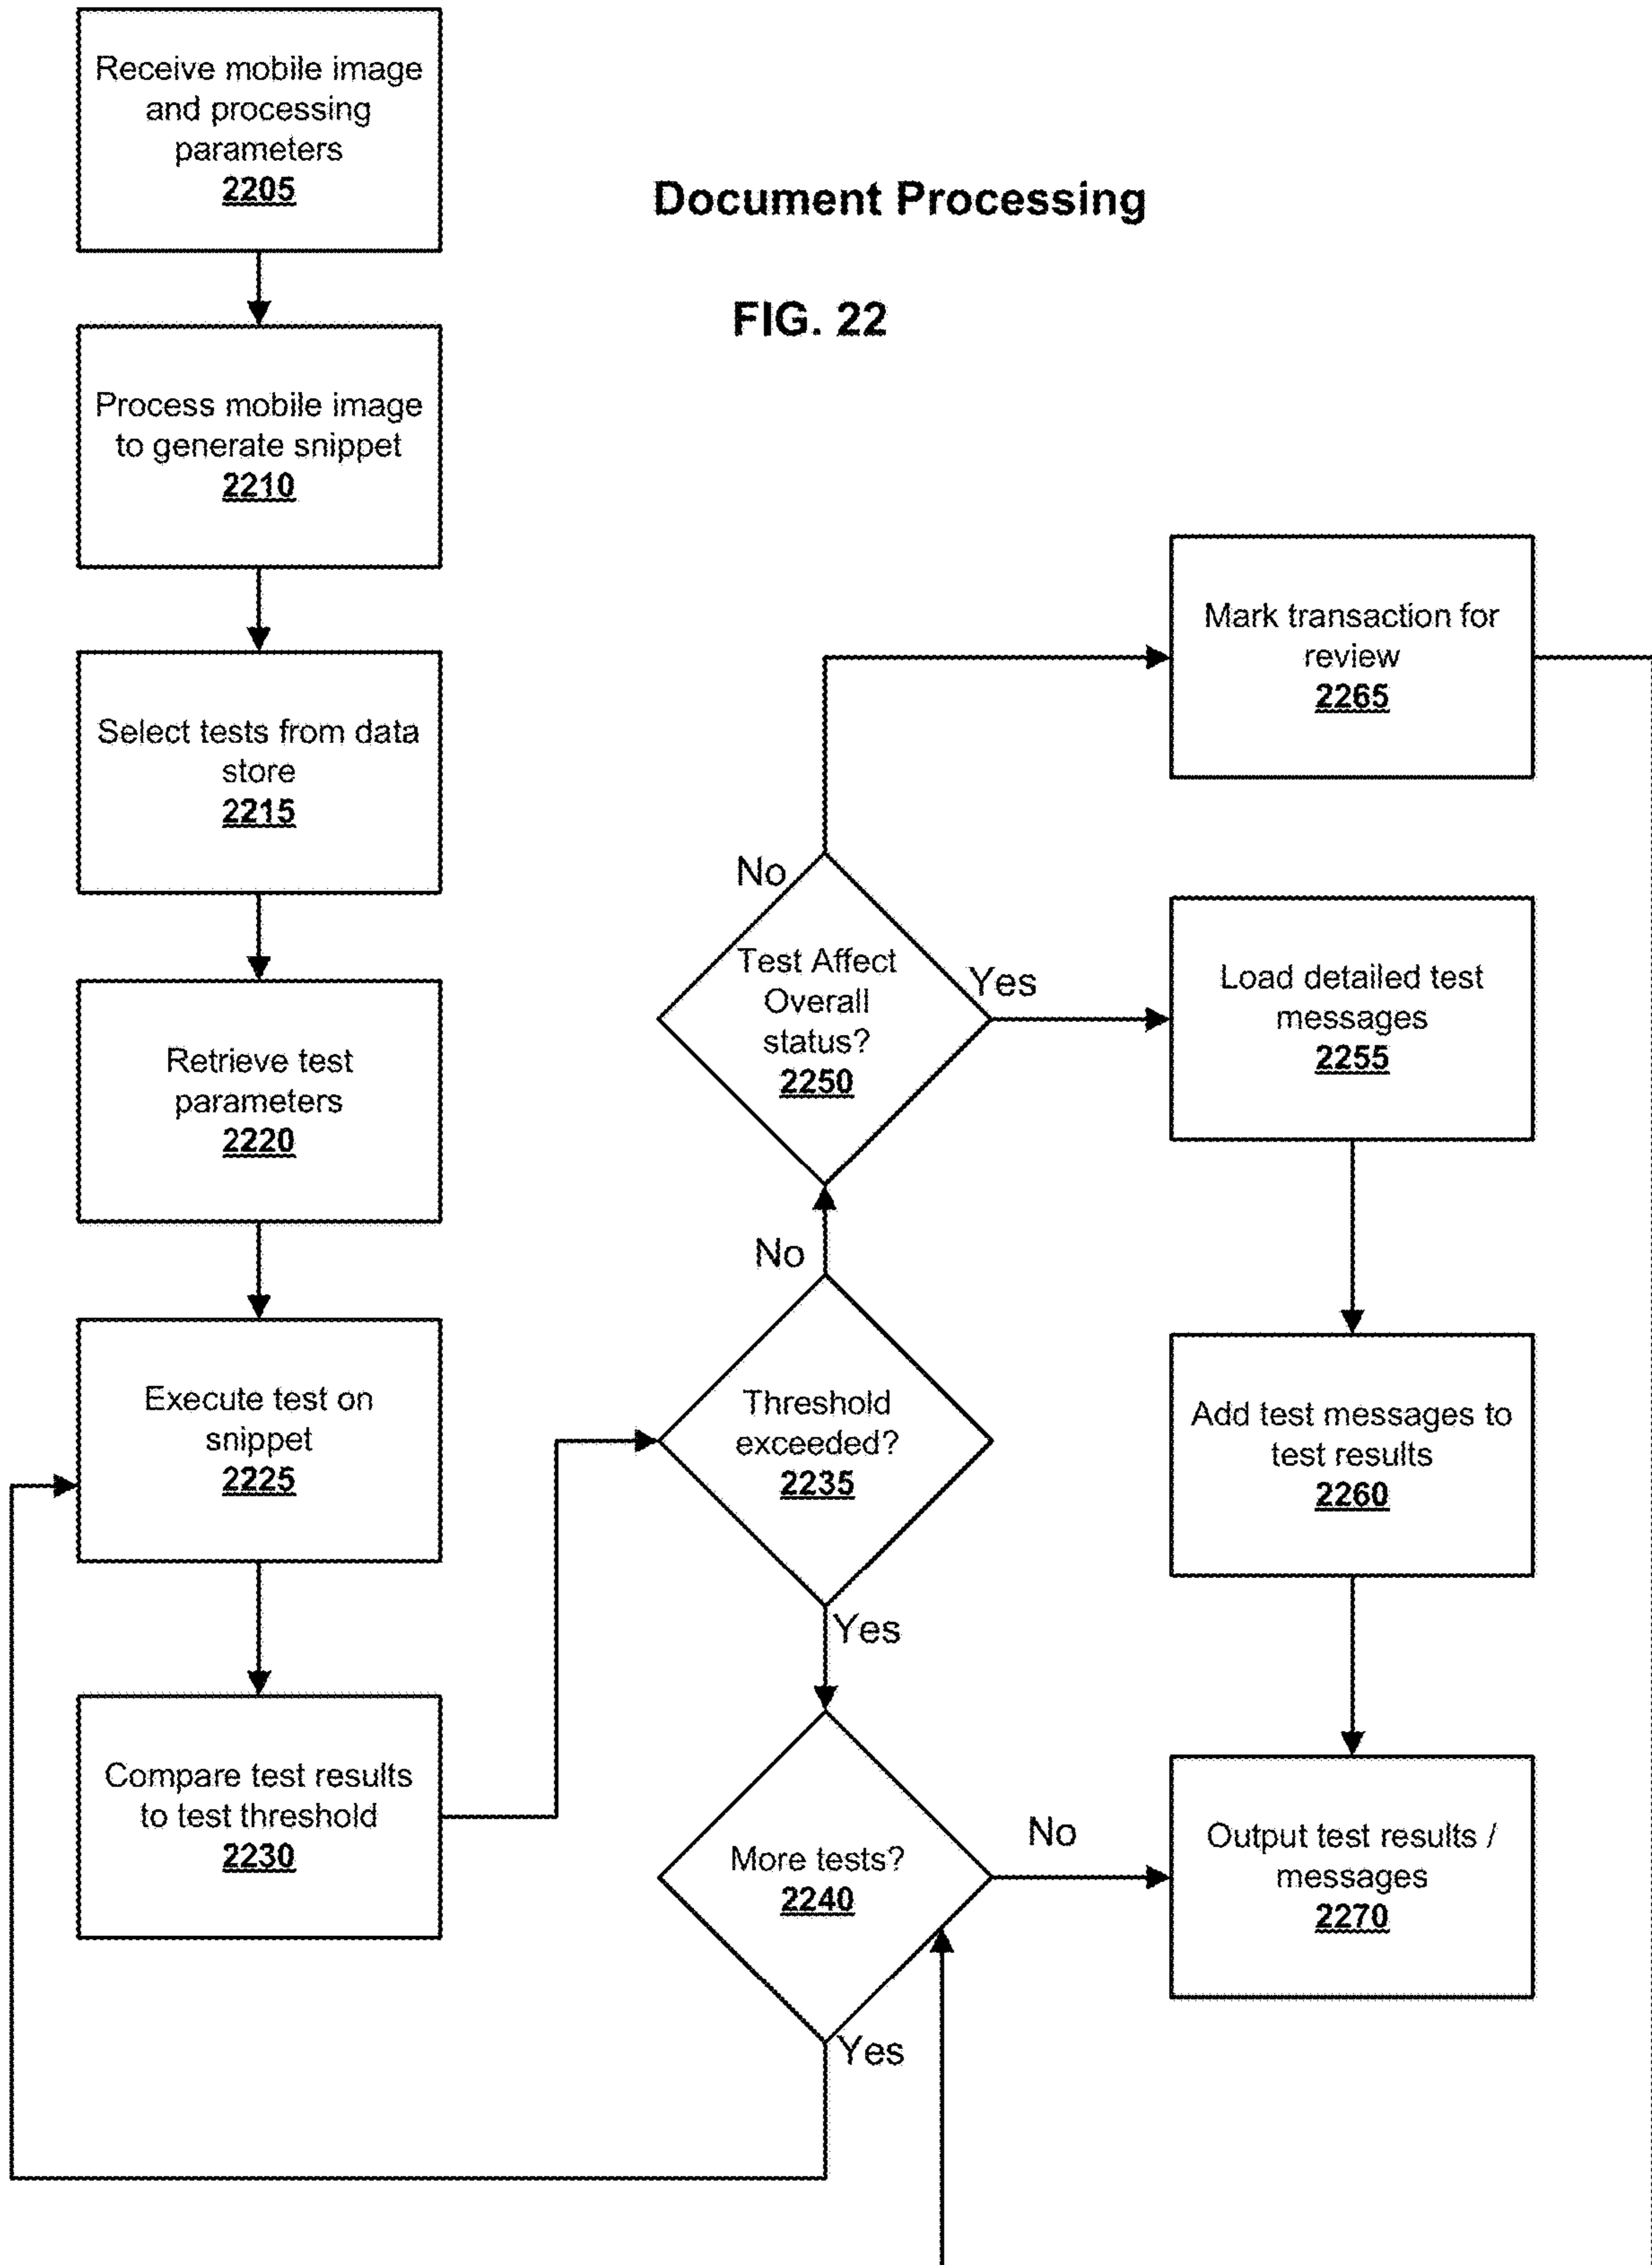 Receive mobile image
and processing
parameters
2205
Document Processing
FIG. 22
Process mobile image
to generate snippet
2210
Select tests from data
store
2215
Retrieve test
parameters
2220
Execute test on
snippet
2225
Compare test results
to test threshold
2230
Threshold
exceeded?
2235
No
Yes
Test Affect
Overall
status?
2250
No
Yes
Mark transaction for
review
2265
Load detailed test
messages
2255
Add test messages to
test results
2260
More tests?
2240
No
Yes
Output test results /
messages
2270